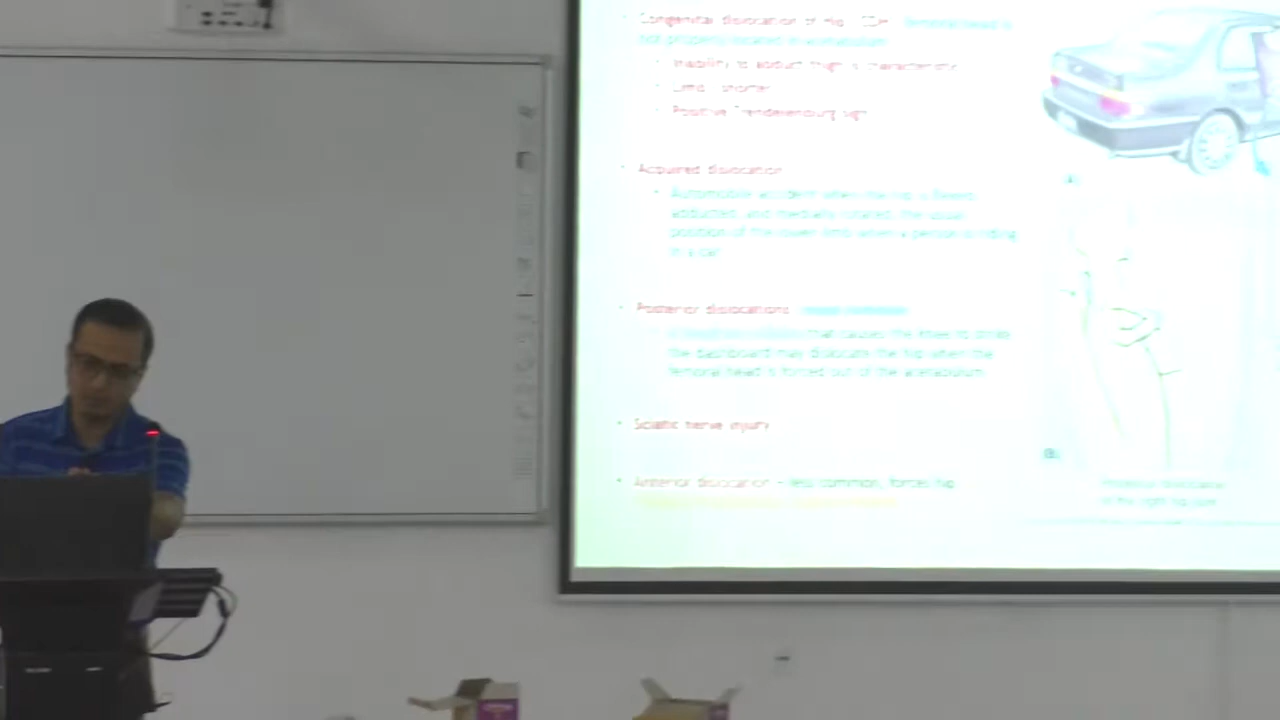 Congenital dislocation of hip CDH: femoral head is
not properly located in acetabulum
Inability to abduct thigh is characteristic
Limb shorter
Positive Trendelenburg sign
Acquired dislocation
Automobile accident when the hip is flexed,
adducted, and medially rotated, the usual
position of the lower limb when a person is riding
in a car
Posterior dislocations
that causes the knee to strike
the dashboard may dislocate the hip when the
femoral head is forced out of the acetabulum
Sciatic nerve injury
Anterior dislocation - less common, forces hip